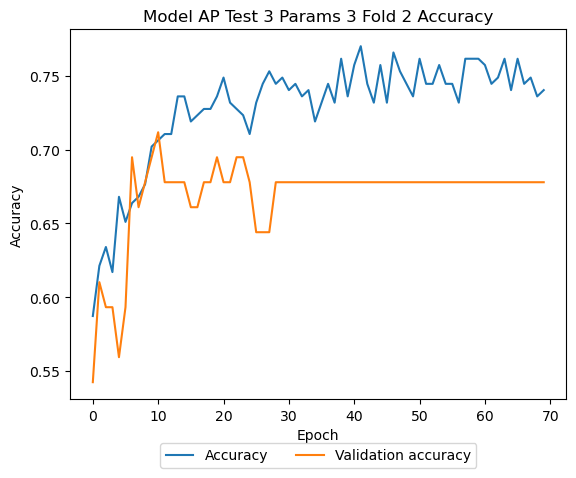 Model AP Test 3 Params 3 Fold 2 Accuracy
Accuracy
0.75
0.70
0.65
0.60
0.55
0 10 20 30 40 50 60 70
Epoch
Accuracy Validation accuracy